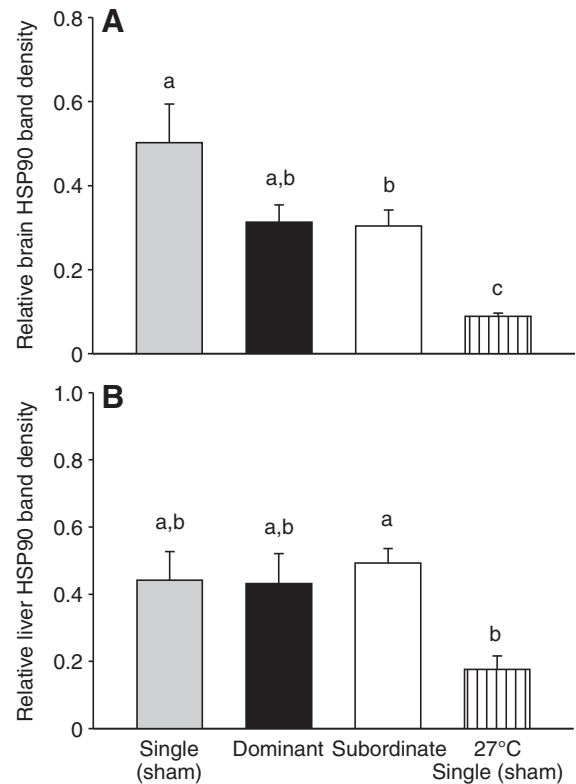 A
Relative brain HSP90 band density
0.8
0.6
0.4
0.2
0
a
a,b
b
c
B
Relative liver HSP90 band density
1.0
0.8
0.6
0.4
0.2
0
a,b
a,b
a
b
Single
(sham)
Dominant
Subordinate
27°C
Single (sham)